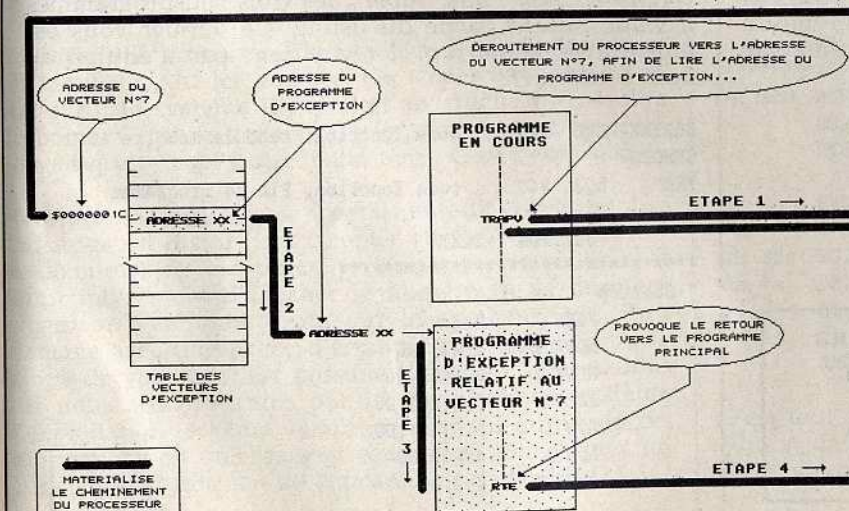 DEROUTEMENT DU PROCESSEUR VERS L'ADRESSE
DU VECTEUR N°7, AFIN DE LIRE L'ADRESSE DU
PROGRAMME D'EXCEPTION...
ADRESSE DU
VECTEUR N°7
ADRESSE DU
PROGRAMME
D'EXCEPTION
PROGRAMME
EN COURS
ETAPE 1
$0000001C
ADRESSE XX
TRAPV
ETAPE 2
ADRESSE XX
TABLE DES
VECTEURS
D'EXCEPTION
PROGRAMME
D'EXCEPTION
RELATIF AU
VECTEUR N°7
PROVOQUE LE RETOUR
VERS LE PROGRAMME
PRINCIPAL
ETAPE 3
RTE
ETAPE 4
MATERIALISE
LE CHEMINEMENT
DU PROCESSEUR